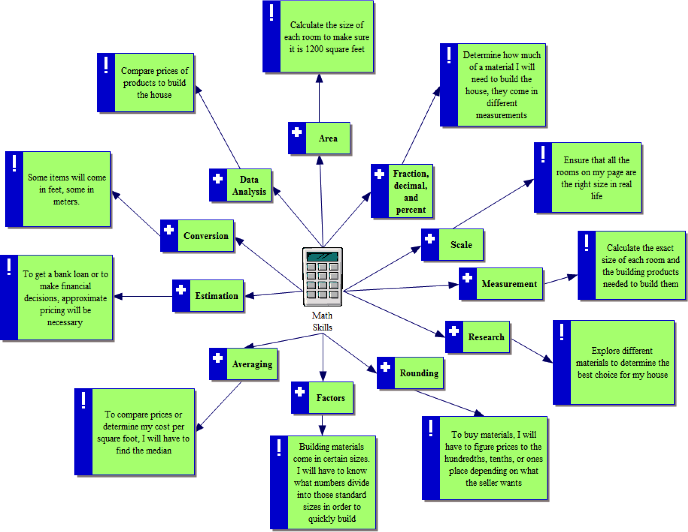 Calculate the size of
each room to make sure
it is 1200 square feet
!
Determine how much
of a material I will
need to build the
house, they come in
different
measurements
!
Compare prices of
products to build
the house
!
Area
Fraction,
decimal,
and
percent
Data
Analysis
Ensure that all the
rooms on my page are
the right size in real
life
!
Some items will come
in feet, some in
meters.
!
Conversion
Scale
Calculate the exact
size of each room and
the building products
needed to build them
!
To get a bank loan or to
make financial
decisions, approximate
pricing will be
necessary
!
Estimation
Measurement
Math
Skills
Research
Explore different
materials to determine the
best choice for my house
!
Averaging
Factors
Rounding
To compare prices or
determine my cost per
square foot, I will have to
find the median
!
Building materials
come in certain sizes.
I will have to know
what numbers divide
into those standard
sizes in order to
quickly build
!
To buy materials, I will
have to figure prices to the
hundredths, tenths, or ones
place depending on what
the seller wants
!